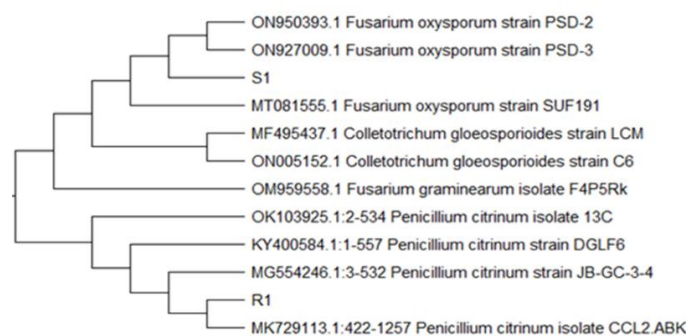 ON950393.1 Fusarium oxysporum strain PSD-2
ON927009.1 Fusarium oxysporum strain PSD-3
S1
MT081555.1 Fusarium oxysporum strain SUF191
MF495437.1 Colletotrichum gloeosporioides strain LCM
ON005152.1 Colletotrichum gloeosporioides strain C6
OM959558.1 Fusarium graminearum isolate F4P5Rk
OK103925.1:2-534 Penicillium citrinum isolate 13C
KY400584.1:1-557 Penicillium citrinum strain DGLF6
MG554246.1:3-532 Penicillium citrinum strain JB-GC-3-4
R1
MK729113.1:422-1257 Penicillium citrinum isolate CCL2.ABK